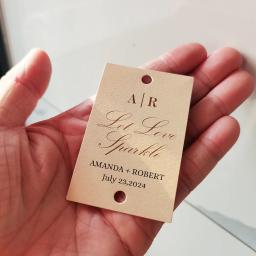 A | R
Let Love
Sparkle
AMANDA + ROBERT
July 23,2024